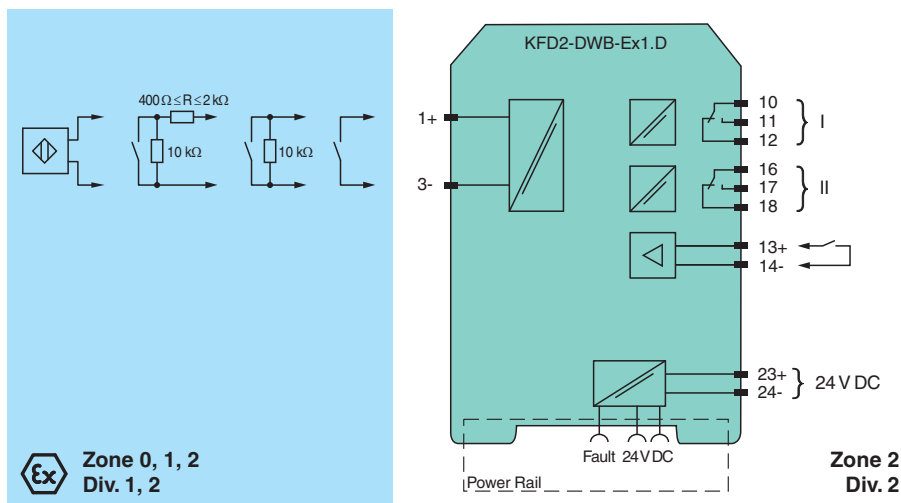 KFD2-DWB-Ex1.D
400 Ω ≤ R ≤ 2 kΩ
10 kΩ
10 kΩ
1+
3-
10
11
12
I
16
17
18
II
13+
14-
23+
24-
24 V DC
Fault 24 V DC
Power Rail
Ex
Zone 0, 1, 2
Div. 1, 2
Zone 2
Div. 2